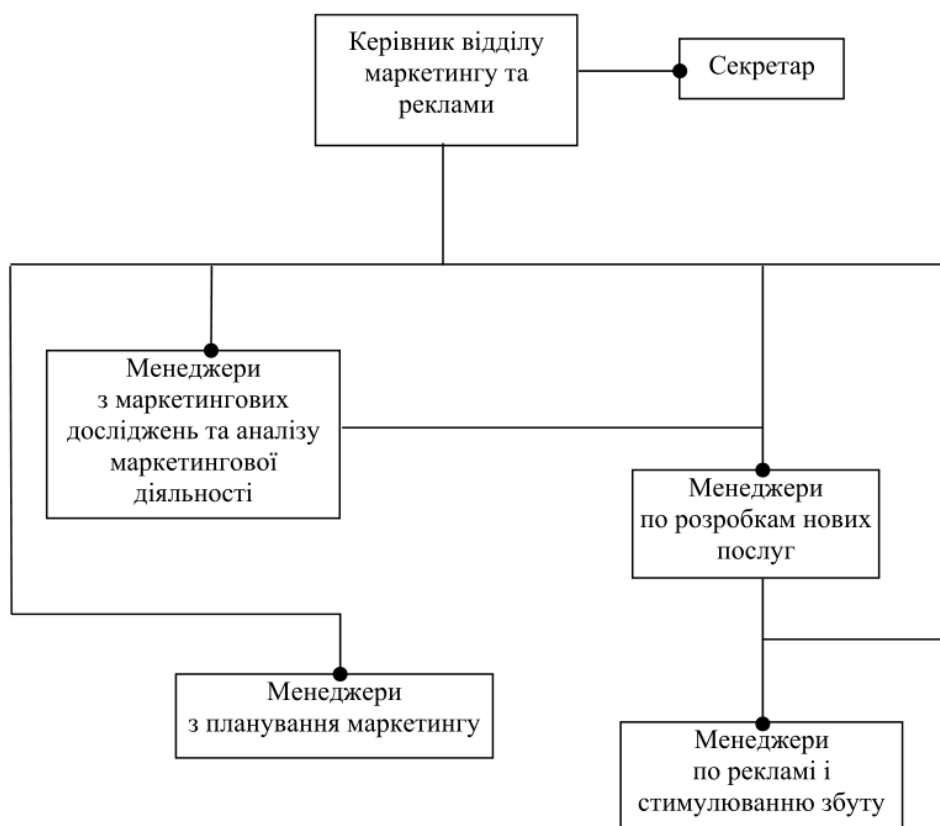 Керівник відділу
маркетингу та
реклами
Секретар
Менеджери
з маркетингових
досліджень та аналізу
маркетингової
діяльності
Менеджери
по розробкам нових
послуг
Менеджери
з планування маркетингу
Менеджери
по рекламі і
стимулюванню збуту